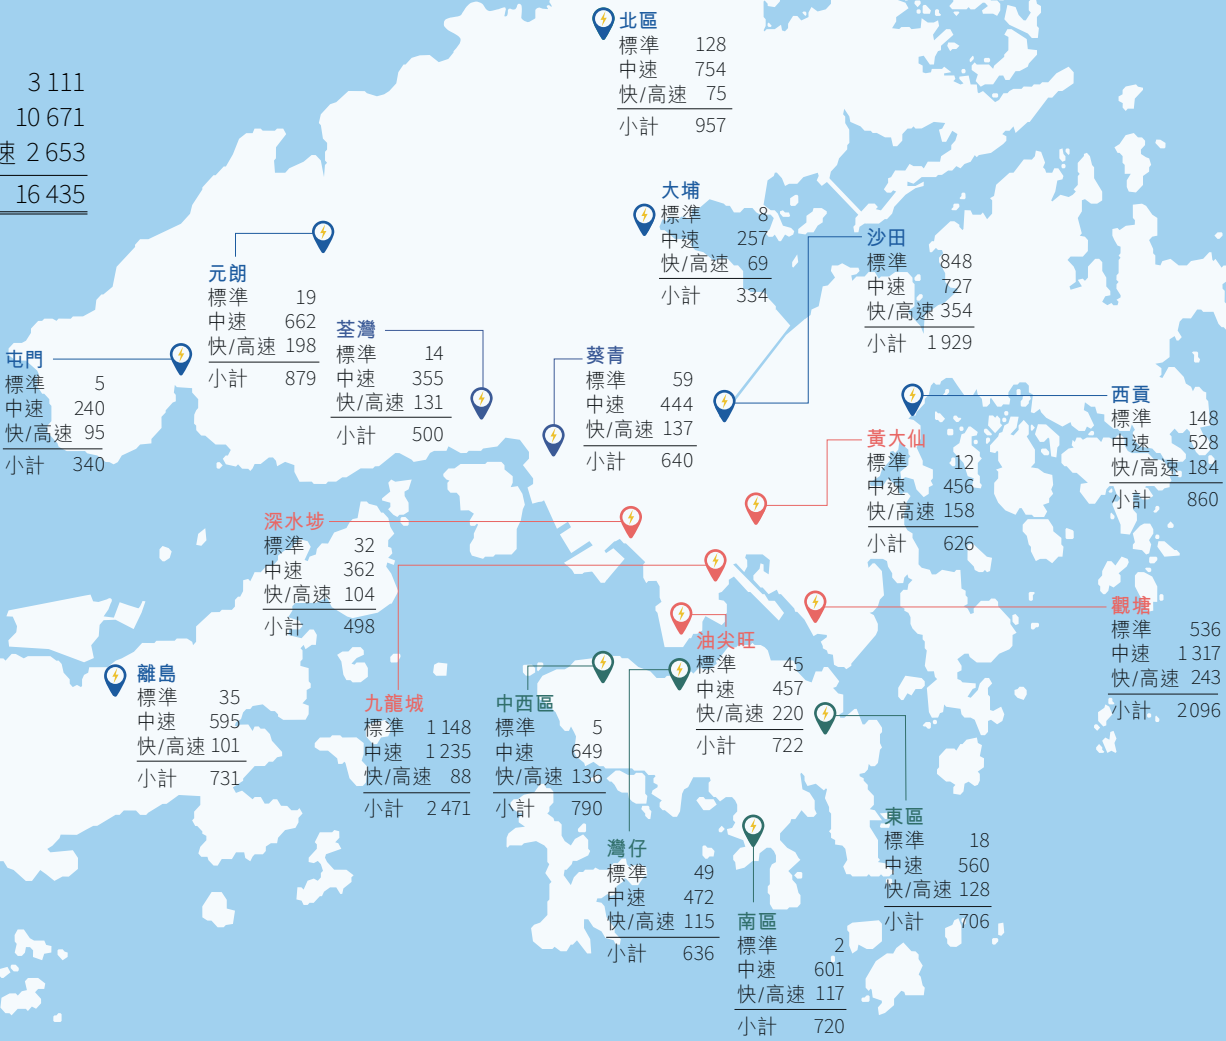 3 111
10 671
速 2 653
16 435
北區
標準 128
中速 754
快/高速 75
小計 957
大埔
標準 8
中速 257
快/高速 69
小計 334
沙田
標準 848
中速 727
快/高速 354
小計 1 929
元朗
標準 19
中速 662
快/高速 198
小計 879
荃灣
標準 14
中速 355
快/高速 131
小計 500
葵青
標準 59
中速 444
快/高速 137
小計 640
屯門
標準 5
中速 240
快/高速 95
小計 340
西貢
標準 148
中速 528
快/高速 184
小計 860
黃大仙
標準 12
中速 456
快/高速 158
小計 626
深水埗
標準 32
中速 362
快/高速 104
小計 498
觀塘
標準 536
中速 1 317
快/高速 243
小計 2 096
油尖旺
標準 45
中速 457
快/高速 220
小計 722
離島
標準 35
中速 595
快/高速 101
小計 731
九龍城
標準 1 148
中速 1 235
快/高速 88
小計 2 471
中西區
標準 5
中速 649
快/高速 136
小計 790
灣仔
標準 49
中速 472
快/高速 115
小計 636
東區
標準 18
中速 560
快/高速 128
小計 706
南區
標準 2
中速 601
快/高速 117
小計 720